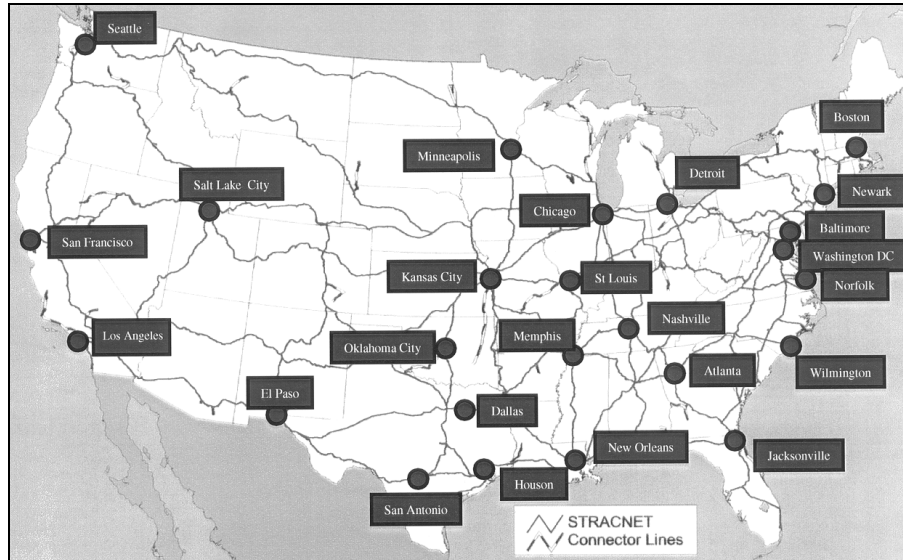 Seattle
Boston
Minneapolis
Detroit
Salt Lake City
Newark
Chicago
Baltimore
San Francisco
Washington DC
Kansas City
St Louis
Norfolk
Nashville
Los Angeles
Oklahoma City
Memphis
Atlanta
Wilmington
El Paso
Dallas
New Orleans
Jacksonville
Houson
San Antonio
STRACNET
Connector Lines